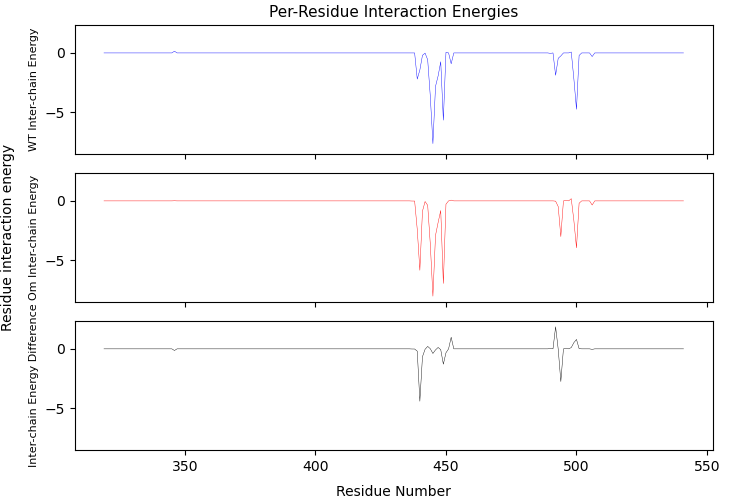 Per-Residue Interaction Energies
Residue interaction energy
WT Inter-chain Energy
0
−5
Om Inter-chain Energy
0
−5
Inter-chain Energy Difference
0
−5
350
400
450
500
550
Residue Number